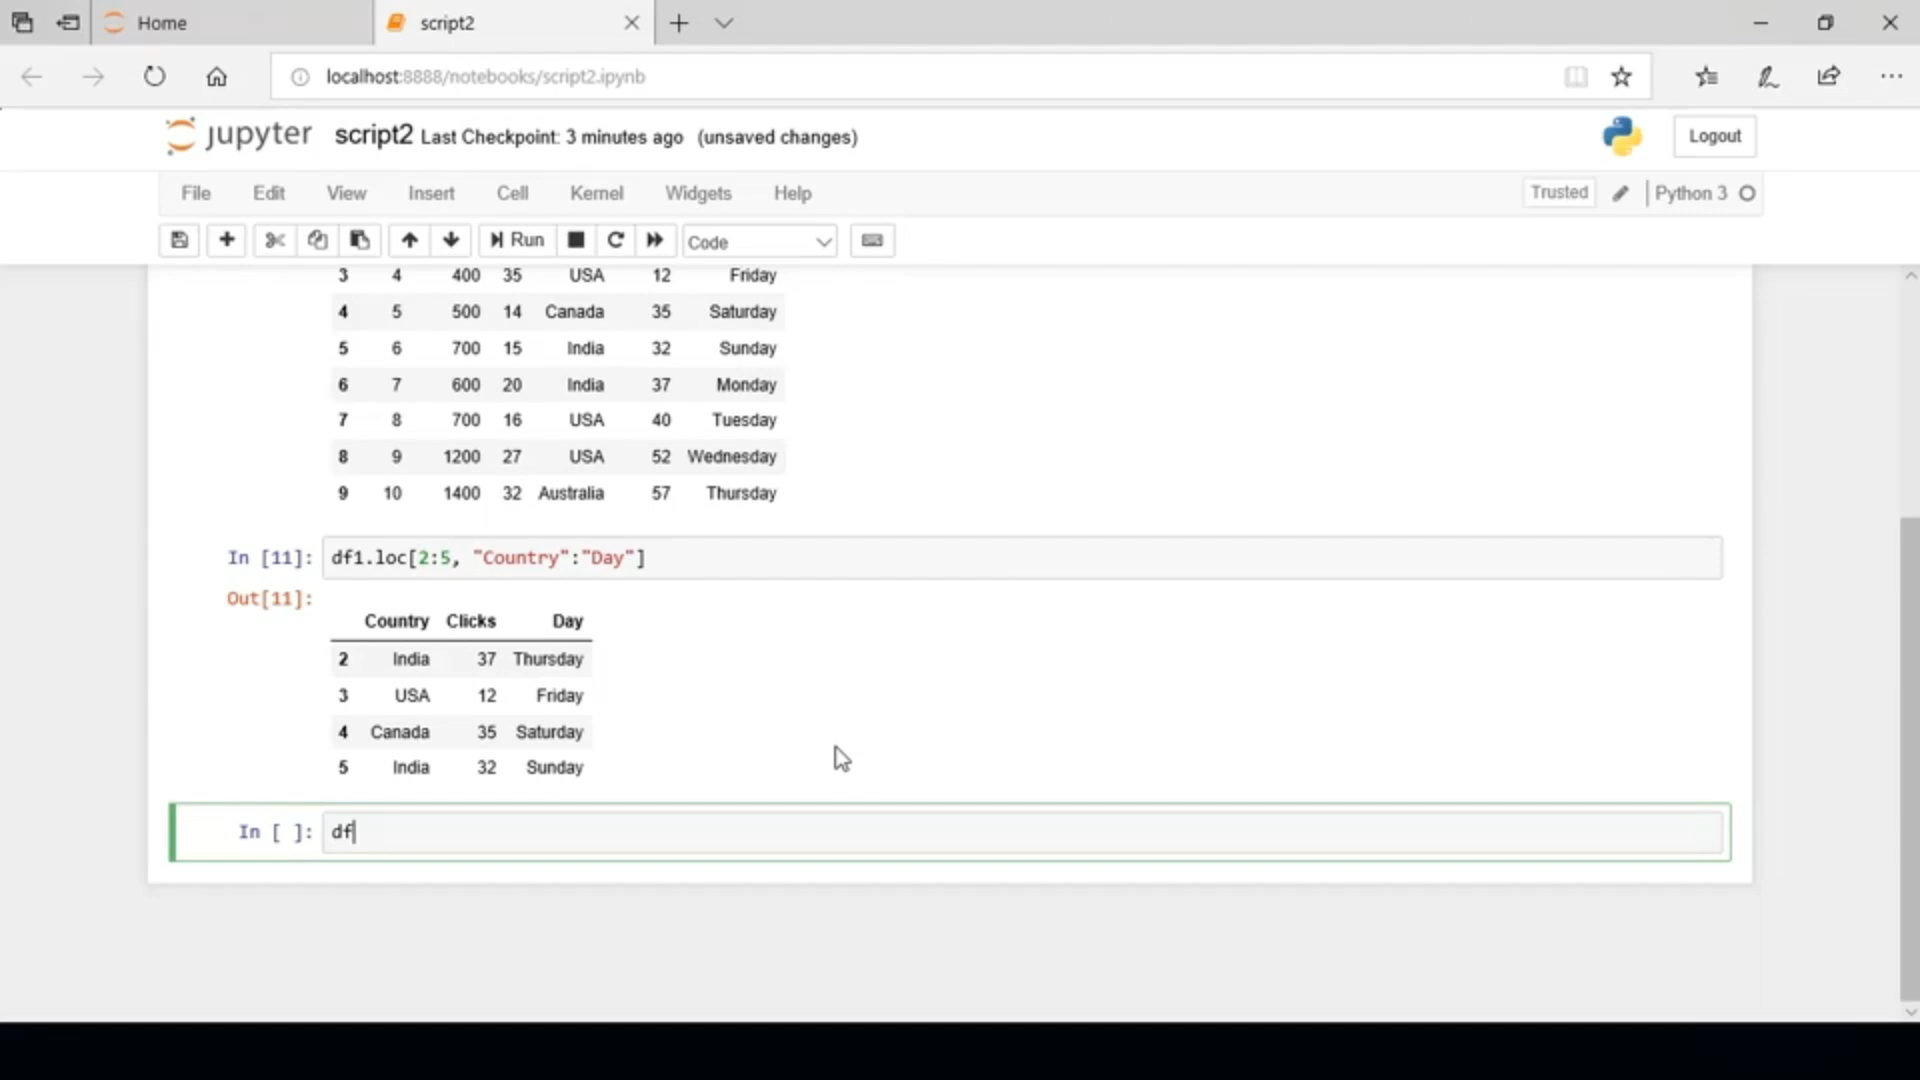 Home
script2
localhost:8888/notebooks/script2.ipynb
jupyter script2 Last Checkpoint: 3 minutes ago (unsaved changes)
Logout
File Edit View Insert Cell Kernel Widgets Help
Trusted Python 3
Run Code
3 4 400 35 USA 12 Friday
4 5 500 14 Canada 35 Saturday
5 6 700 15 India 32 Sunday
6 7 600 20 India 37 Monday
7 8 700 16 USA 40 Tuesday
8 9 1200 27 USA 52 Wednesday
9 10 1400 32 Australia 57 Thursday
In [11]: df1.loc[2:5, "Country":"Day"]
Out[11]:
Country Clicks Day
2 India 37 Thursday
3 USA 12 Friday
4 Canada 35 Saturday
5 India 32 Sunday
In [ ]: df